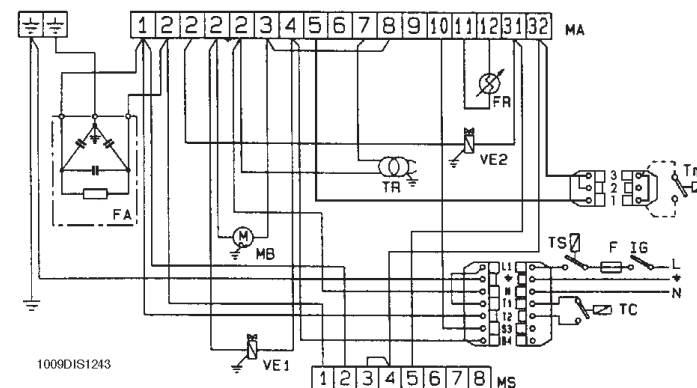 1 2 2 2 2 3 4 5 6 7 8 9 10 11 12 31 32 MA
FR
VE2
TR
3
2
1
FA
M
MB
TS
F IG
L1
L
N
N
T1
T2
TC
S3
B4
VE1
1009DIS1243
1 2 3 4 5 6 7 8 MS